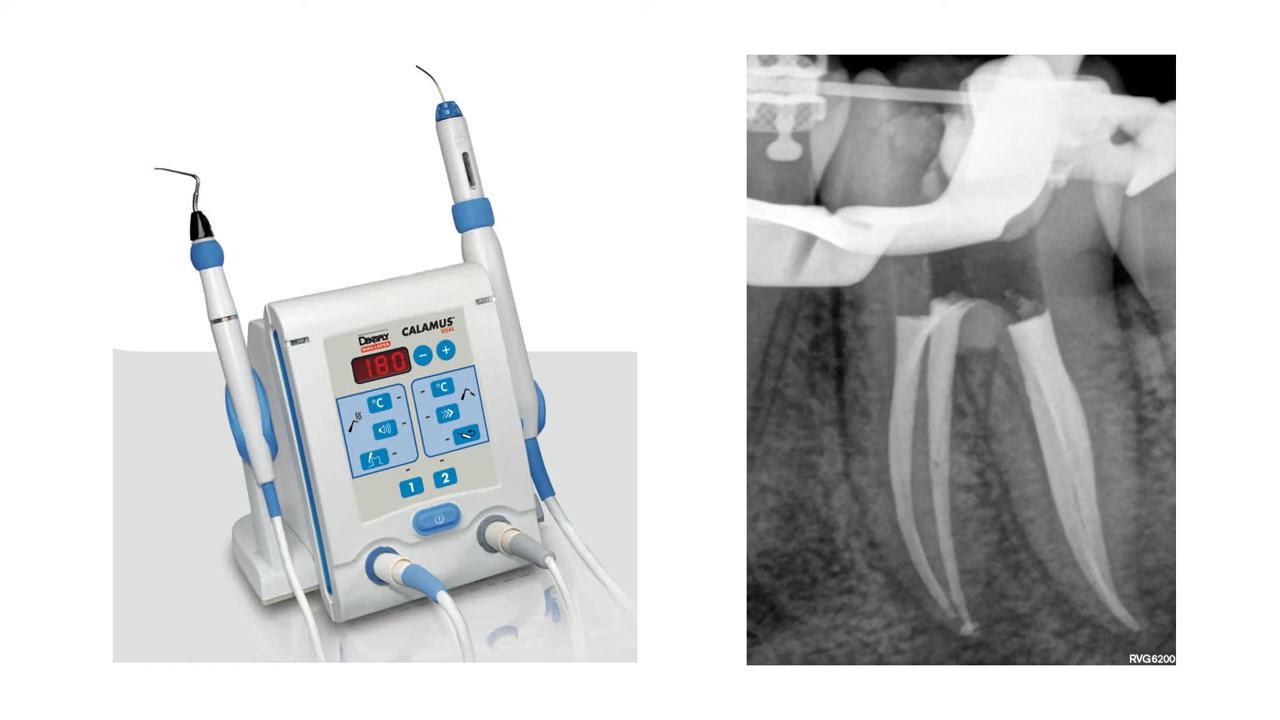 DENTSPLY
MAILLEFER
CALAMUS®
DUAL
180
− +
°C °C
1 2
RVG6200